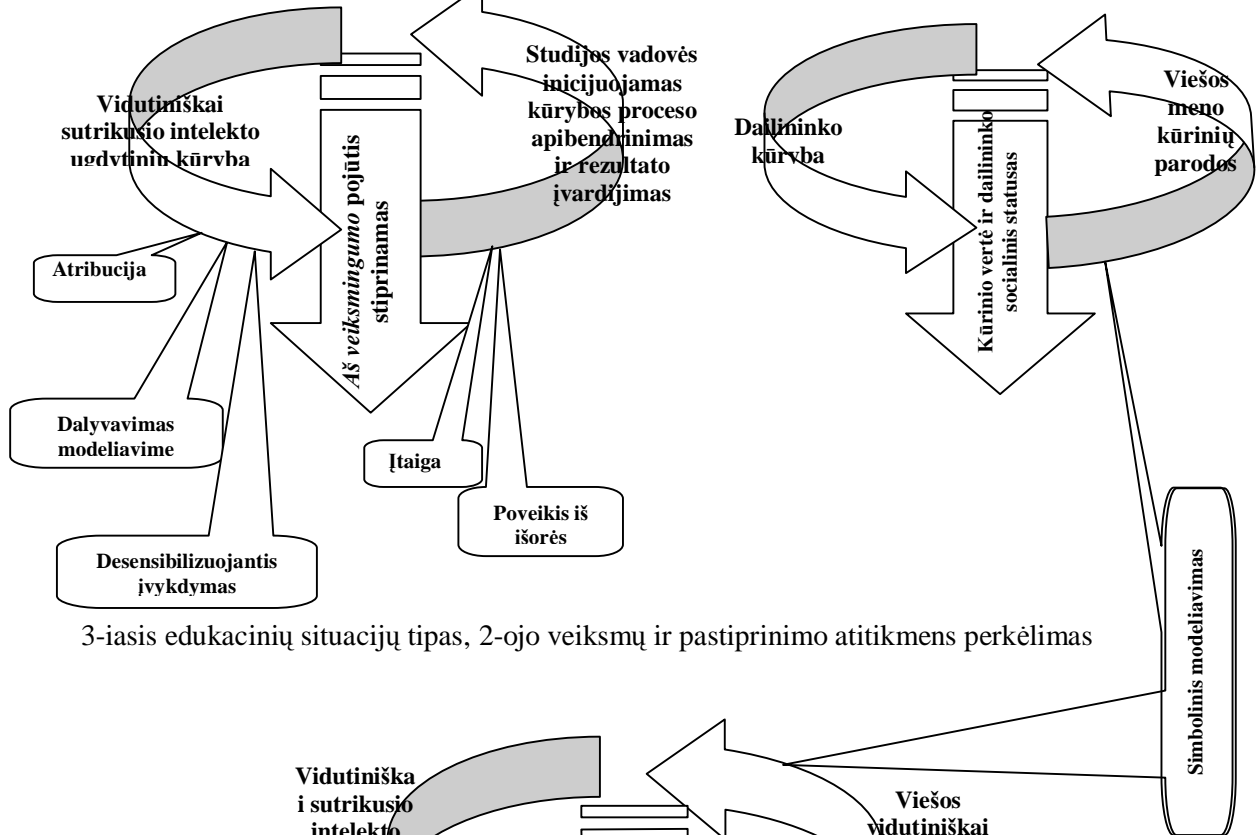 Vidutiniškai
sutrikusio intelekto
ugdytinių kūryba
Studijos vadovės
inicijuojamas
kūrybos proceso
apibendrinimas
ir rezultato
įvardijimas
Aš veiksmingumo pojūtis
stiprinamas
Atribucija
Dalyvavimas
modeliavime
Desensibilizuojantis
įvykdymas
Įtaiga
Poveikis iš
išorės
Dailininko
kūryba
Viešos
meno
kūrinių
parodos
Kūrinio vertė ir dailininko
socialinis statusas
Simbolinis modeliavimas
3-iasis edukacinių situacijų tipas, 2-ojo veiksmų ir pastiprinimo atitikmens perkėlimas
Vidutiniška
i sutrikusio
intelekto
Viešos
vidutiniškai